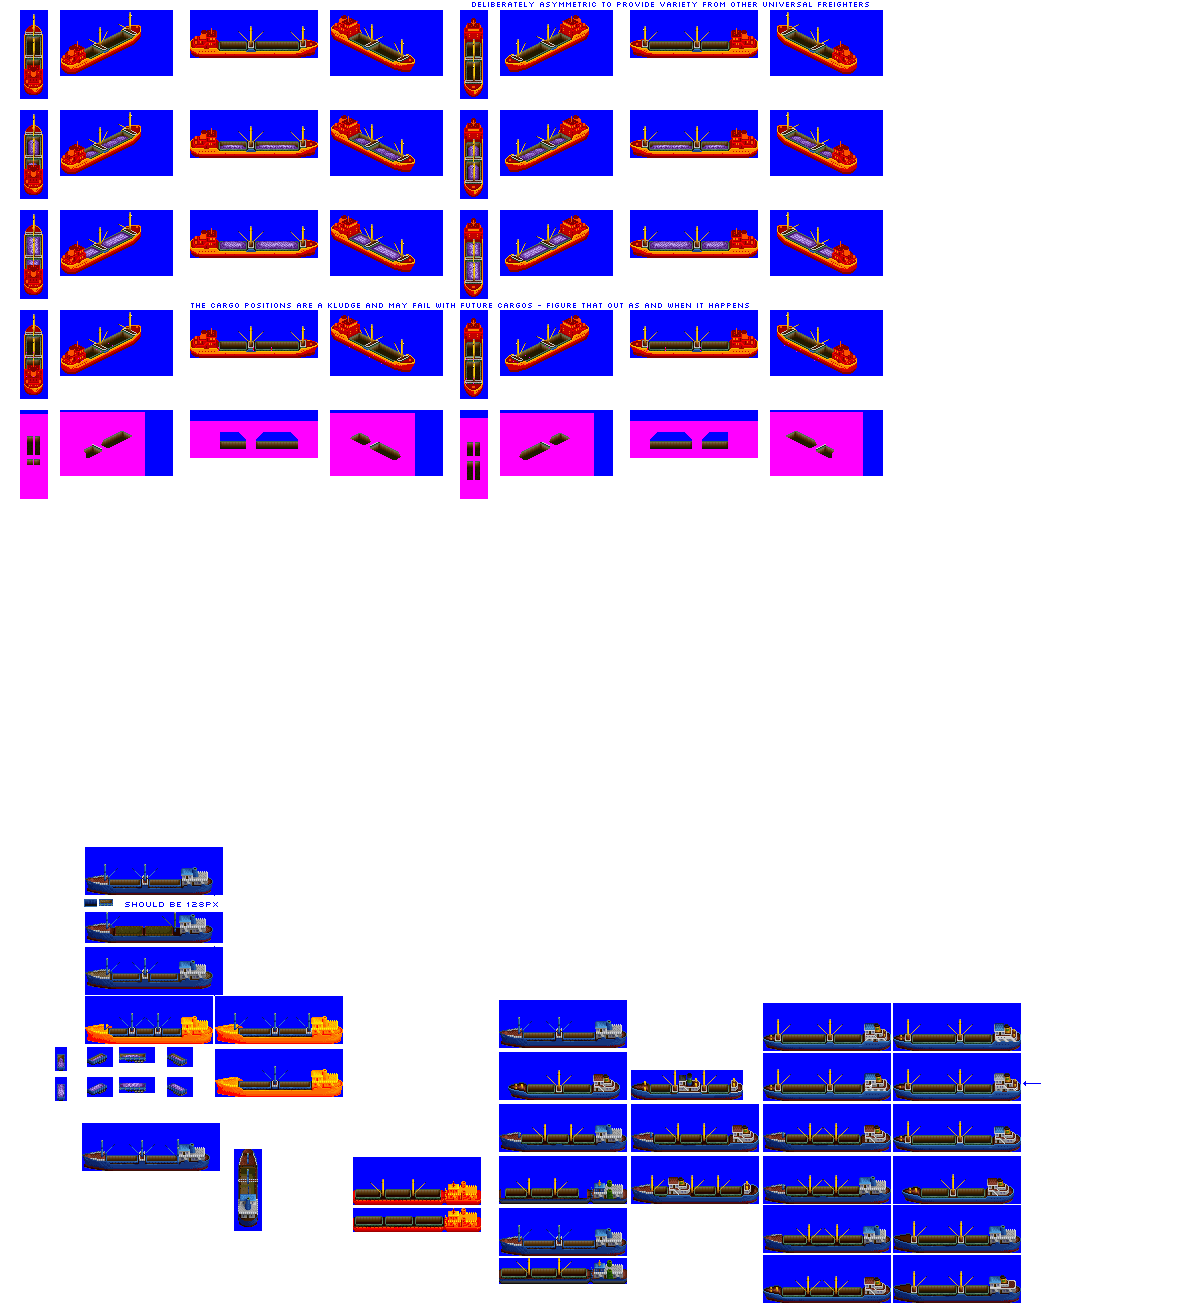 DELIBERATELY ASYMMETRIC TO PROVIDE VARIETY FROM OTHER UNIVERSAL FREIGHTERS
THE CARGO POSITIONS ARE A KLUDGE AND MAY FAIL WITH FUTURE CARGOS - FIGURE THAT OUT AS AND WHEN IT HAPPENS
SHOULD BE 128PX